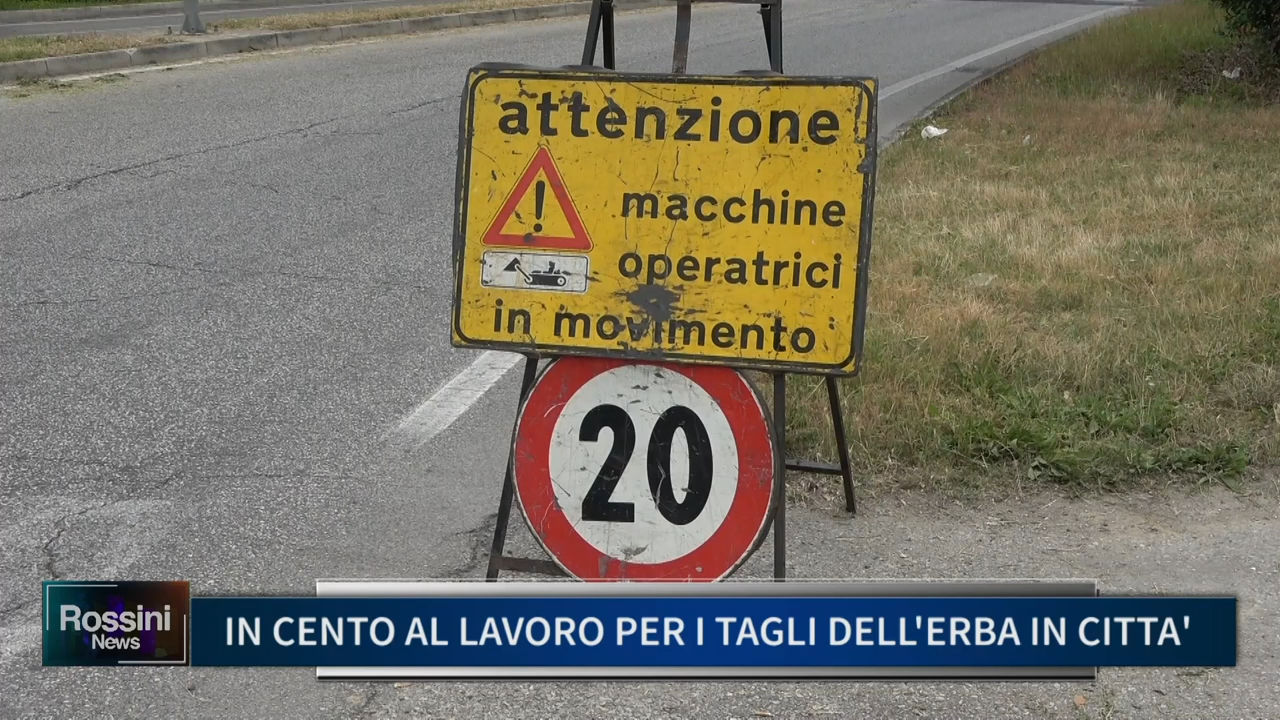 attenzione
!
macchine
operatrici
in movimento
20
Rossini
News
IN CENTO AL LAVORO PER I TAGLI DELL'ERBA IN CITTA'